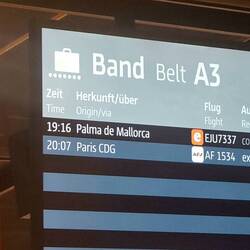 Band Belt A3
Zeit Herkunft/über Flug
Time Origin/via Flight
19:16 Palma de Mallorca EJU7337
20:07 Paris CDG AF 1534